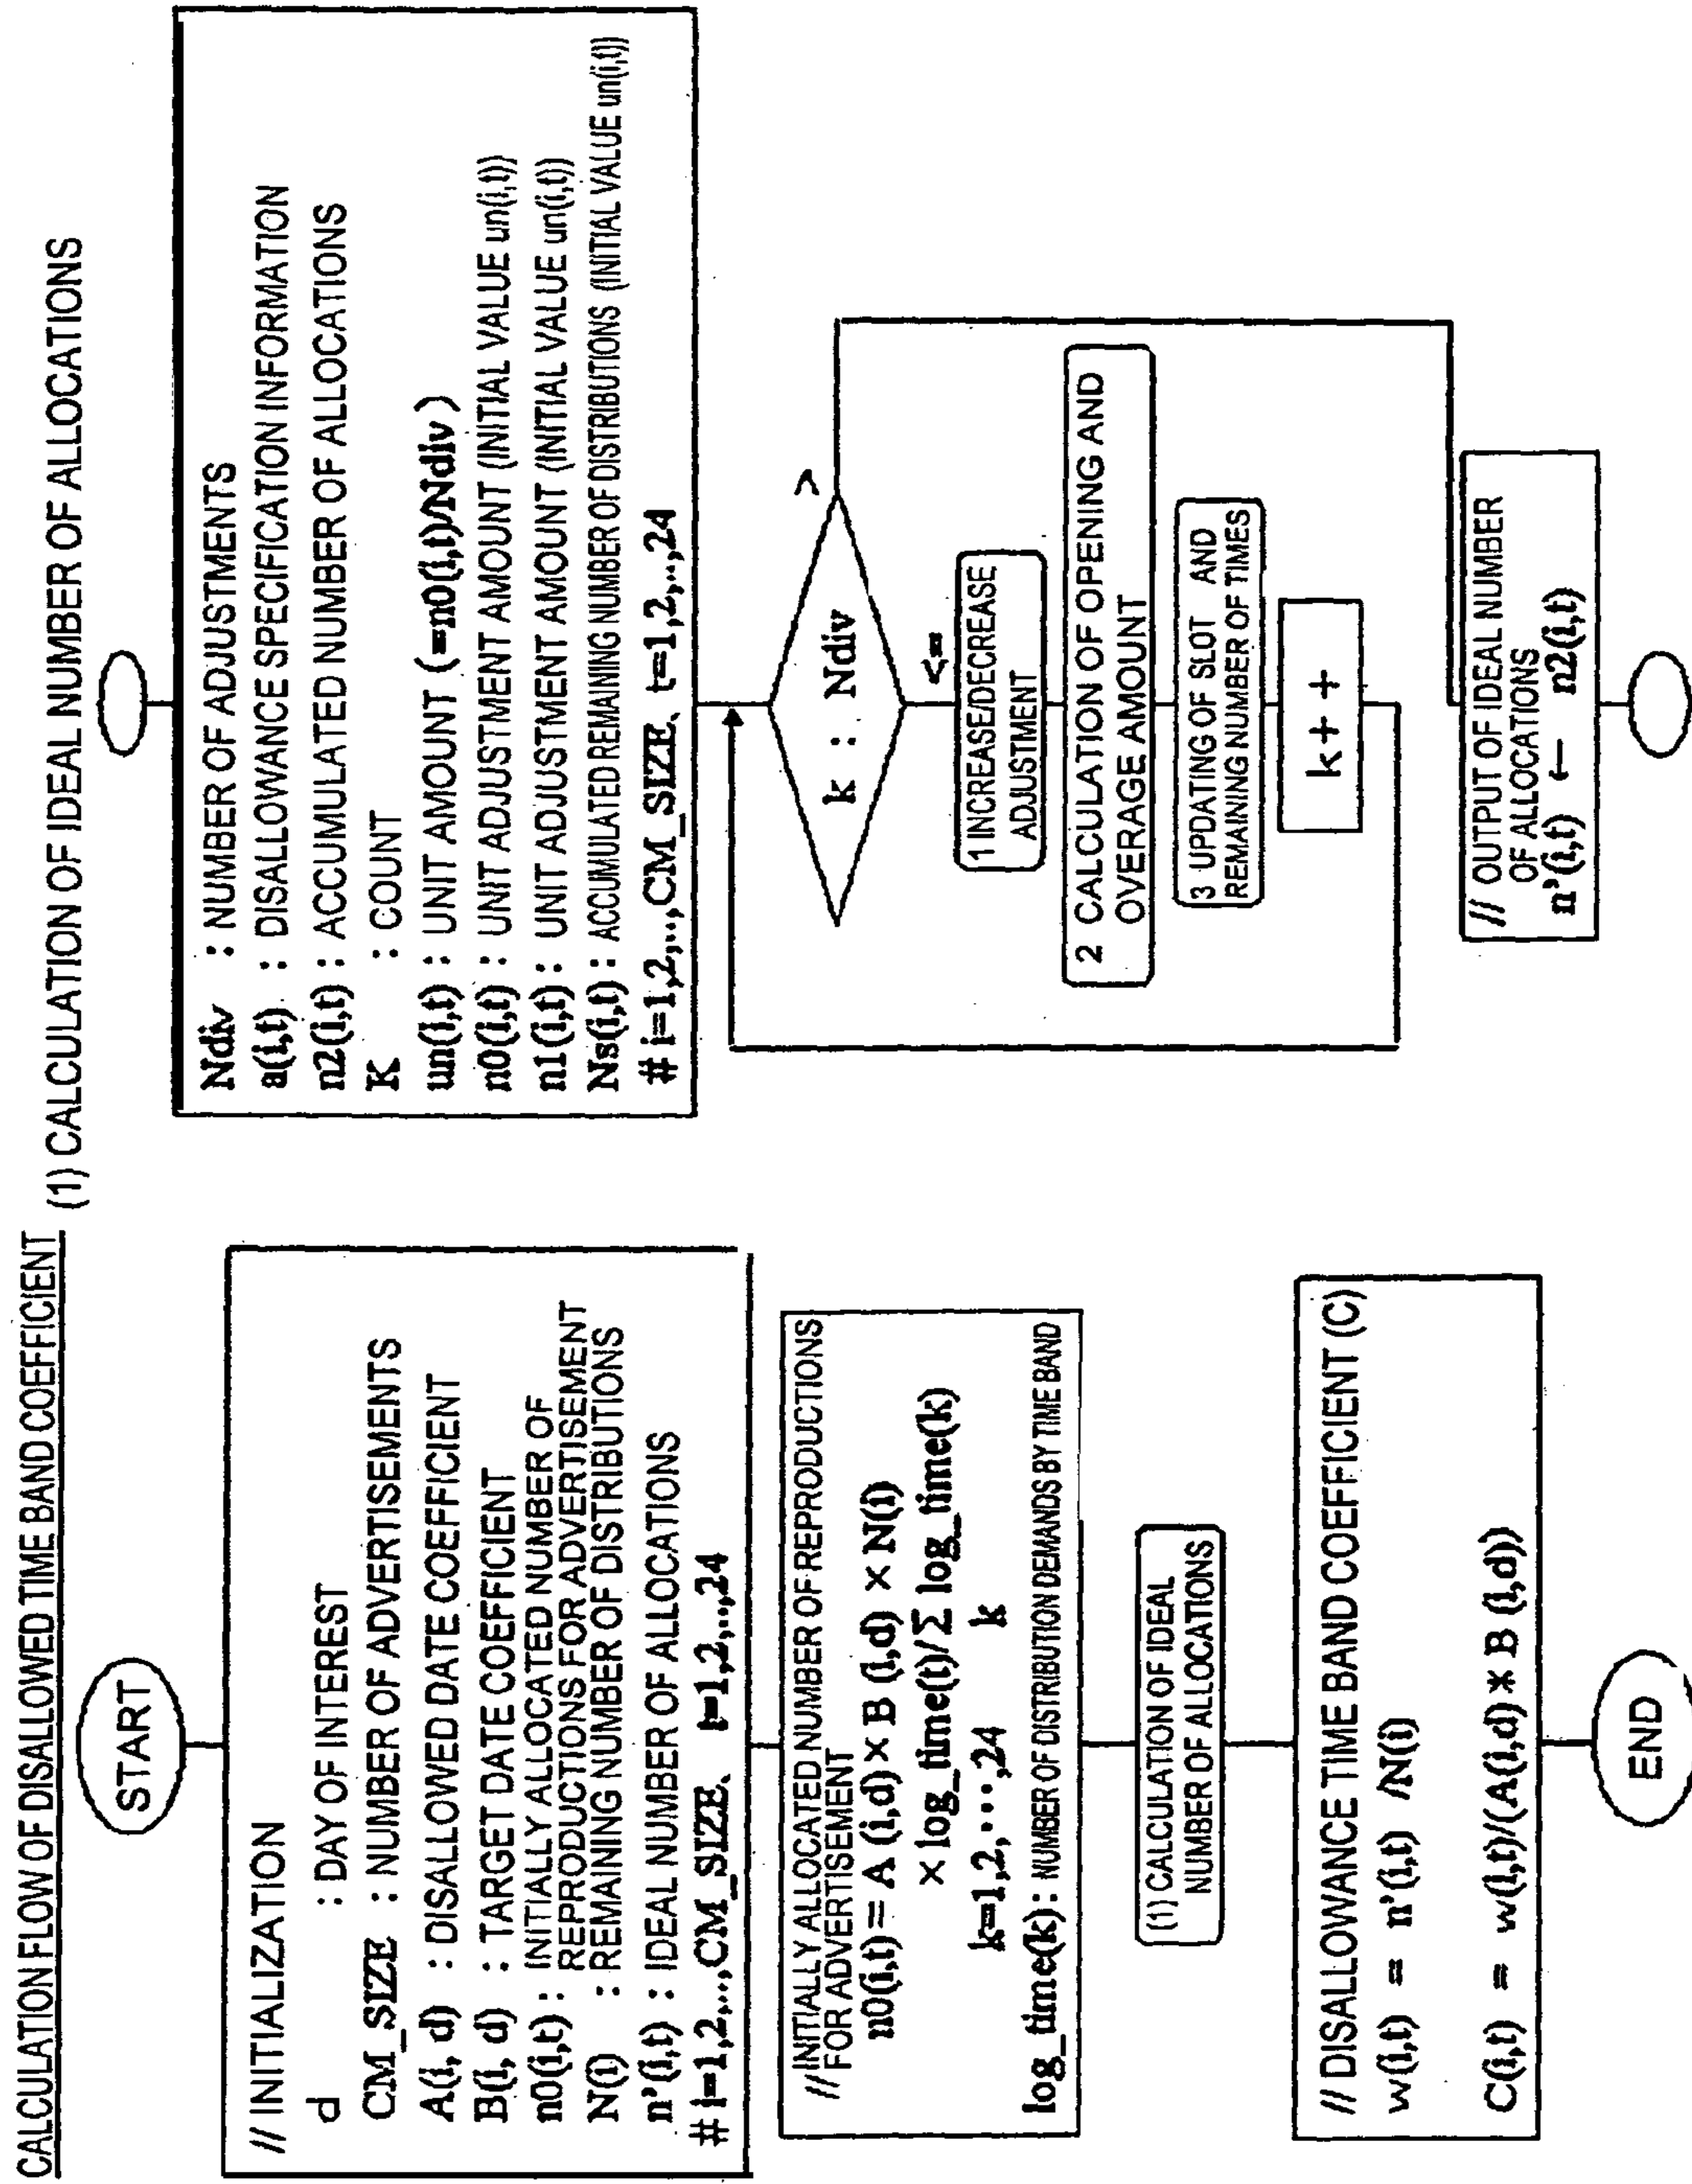 CALCULATION FLOW OF DISALLOWED TIME BAND COEFFICIENT
START
// INITIALIZATION
d : DAY OF INTEREST
CM_SIZE : NUMBER OF ADVERTISEMENTS
A(i, d) : DISALLOWED DATE COEFFICIENT
B(i, d) : TARGET DATE COEFFICIENT
n0(i,t) : INITIALLY ALLOCATED NUMBER OF
REPRODUCTIONS FOR ADVERTISEMENT
N(i) : REMAINING NUMBER OF DISTRIBUTIONS
n'(i,t) : IDEAL NUMBER OF ALLOCATIONS
# i=1,2,...,CM_SIZE、 t=1,2,..,24
// INITIALLY ALLOCATED NUMBER OF REPRODUCTIONS
FOR ADVERTISEMENT
n0(i,t) = A (i,d) × B (i,d) × N(i)
× log_time(t)/Σ log_time(k)
k=1,2,···,24 k
log_time(k) : NUMBER OF DISTRIBUTION DEMANDS BY TIME BAND
(1) CALCULATION OF IDEAL
NUMBER OF ALLOCATIONS
// DISALLOWANCE TIME BAND COEFFICIENT (C)
w(i,t) = n'(i,t) /N(i)
C(i,t) = w(i,t)/(A(i,d) × B (i,d))
END
(1) CALCULATION OF IDEAL NUMBER OF ALLOCATIONS
Ndiv : NUMBER OF ADJUSTMENTS
a(i,t) : DISALLOWANCE SPECIFICATION INFORMATION
n2(i,t) : ACCUMULATED NUMBER OF ALLOCATIONS
K : COUNT
un(i,t) : UNIT AMOUNT (=n0(i,t)/Ndiv )
n0(i,t) : UNIT ADJUSTMENT AMOUNT (INITIAL VALUE un(i,t))
n1(i,t) : UNIT ADJUSTMENT AMOUNT (INITIAL VALUE un(i,t))
Ns(i,t) : ACCUMULATED REMAINING NUMBER OF DISTRIBUTIONS (INITIAL VALUE un(i,t))
# i=1,2,..,CM_SIZE、 t=1,2,..,24
k : Ndiv
>
<=
1 INCREASE/DECREASE
ADJUSTMENT
2 CALCULATION OF OPENING AND
OVERAGE AMOUNT
3 UPDATING OF SLOT AND
REMAINING NUMBER OF TIMES
k++
// OUTPUT OF IDEAL NUMBER
OF ALLOCATIONS
n'(i,t) ← n2(i,t)